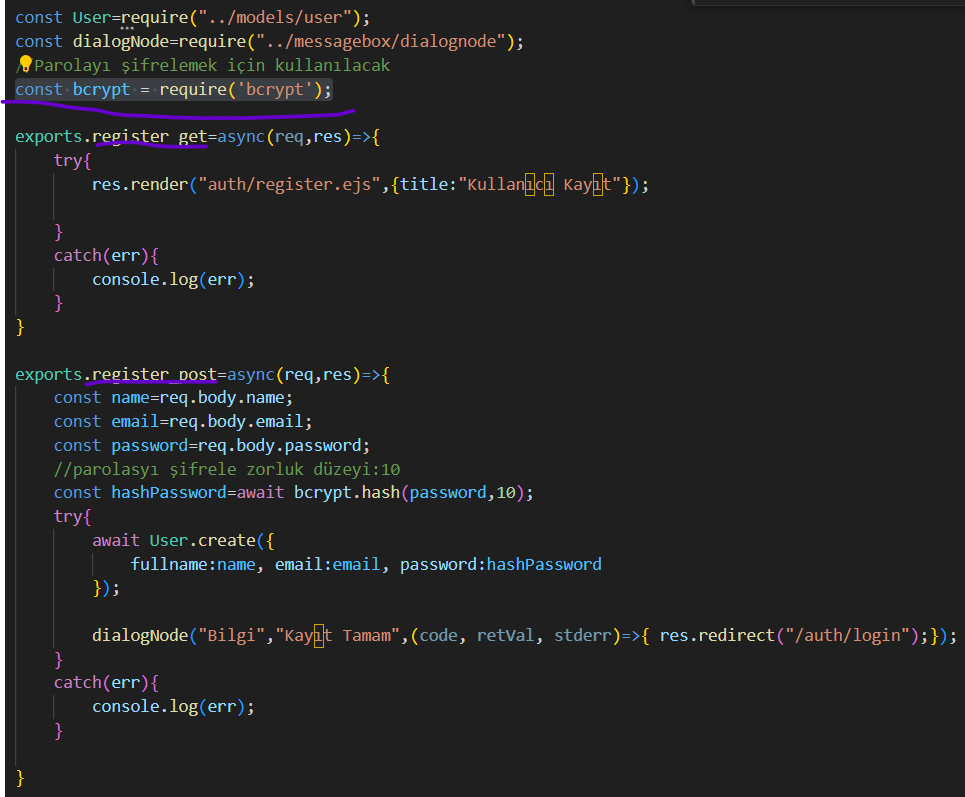 const User=require("../models/user");
const dialogNode=require("../messagebox/dialognode");
/Parolayı şifrelemek için kullanılacak
const bcrypt = require('bcrypt');
exports.register_get=async(req,res)=>{
try{
res.render("auth/register.ejs",{title:"Kullanıcı Kayıt"});
}
catch(err){
console.log(err);
}
}
exports.register_post=async(req,res)=>{
const name=req.body.name;
const email=req.body.email;
const password=req.body.password;
//parolasyı şifrele zorluk düzeyi:10
const hashPassword=await bcrypt.hash(password,10);
try{
await User.create({
fullname:name, email:email, password:hashPassword
});
dialogNode("Bilgi","Kayıt Tamam",(code, retVal, stderr)=>{ res.redirect("/auth/login");});
}
catch(err){
console.log(err);
}
}